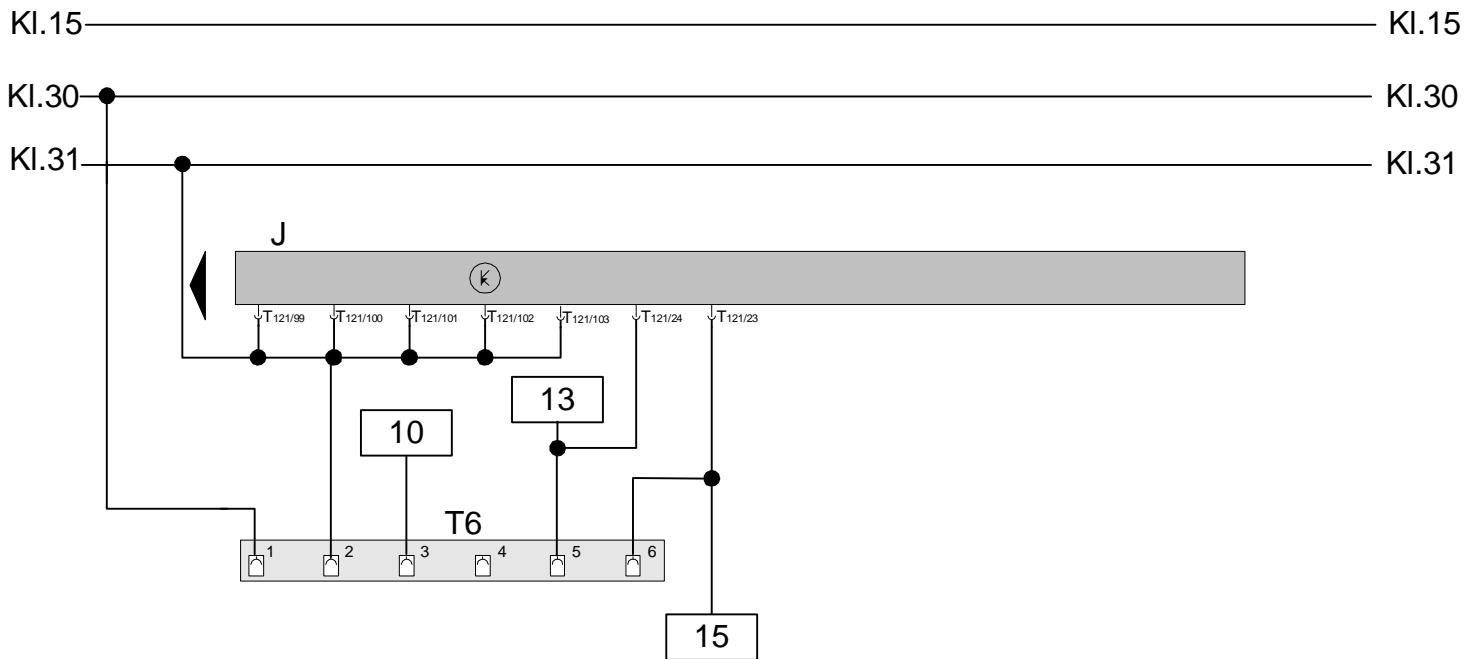 Kl.15 Kl.15
Kl.30 Kl.30
Kl.31 Kl.31
J
K
T121/99 T121/100 T121/101 T121/102 T121/103 T121/24 T121/23
13
10
T6
1 2 3 4 5 6
15